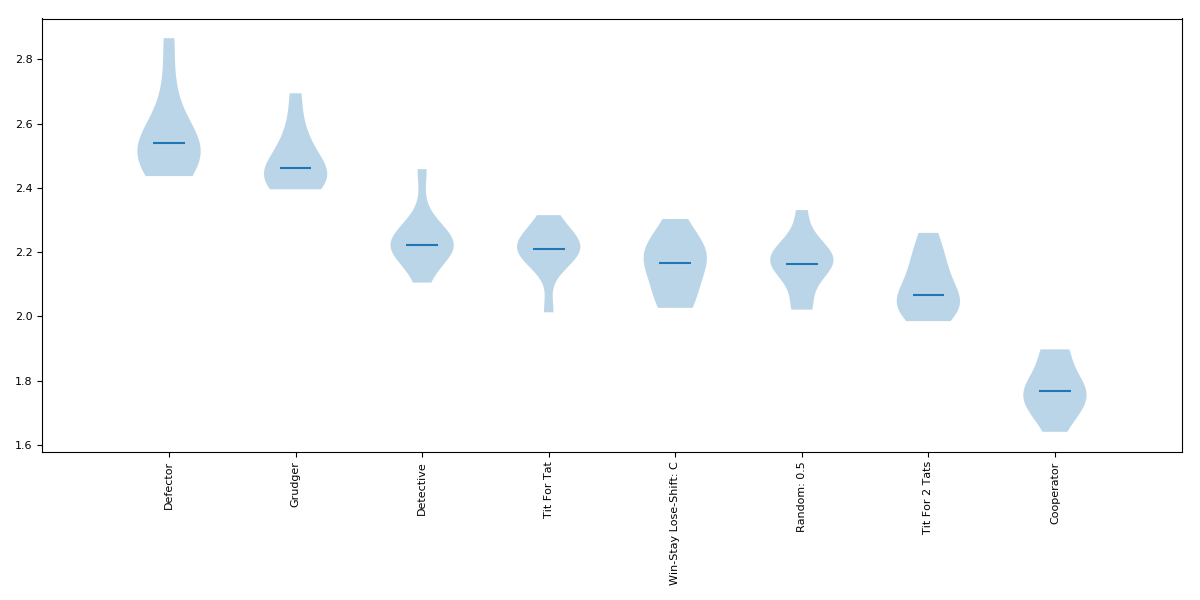 2.8
2.6
2.4
2.2
2.0
1.8
1.6
Defector
Grudger
Detective
Tit For Tat
Win-Stay Lose-Shift: C
Random: 0.5
Tit For 2 Tats
Cooperator